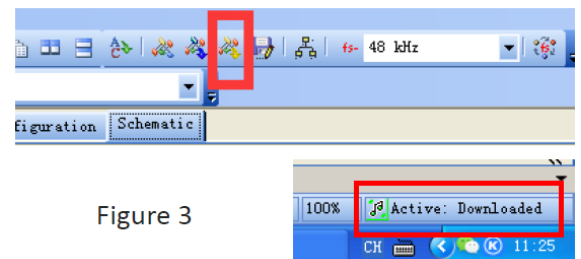 fs- 48 kHz
figuration Schematic
Figure 3
100% Active: Downloaded
CH K 11:25